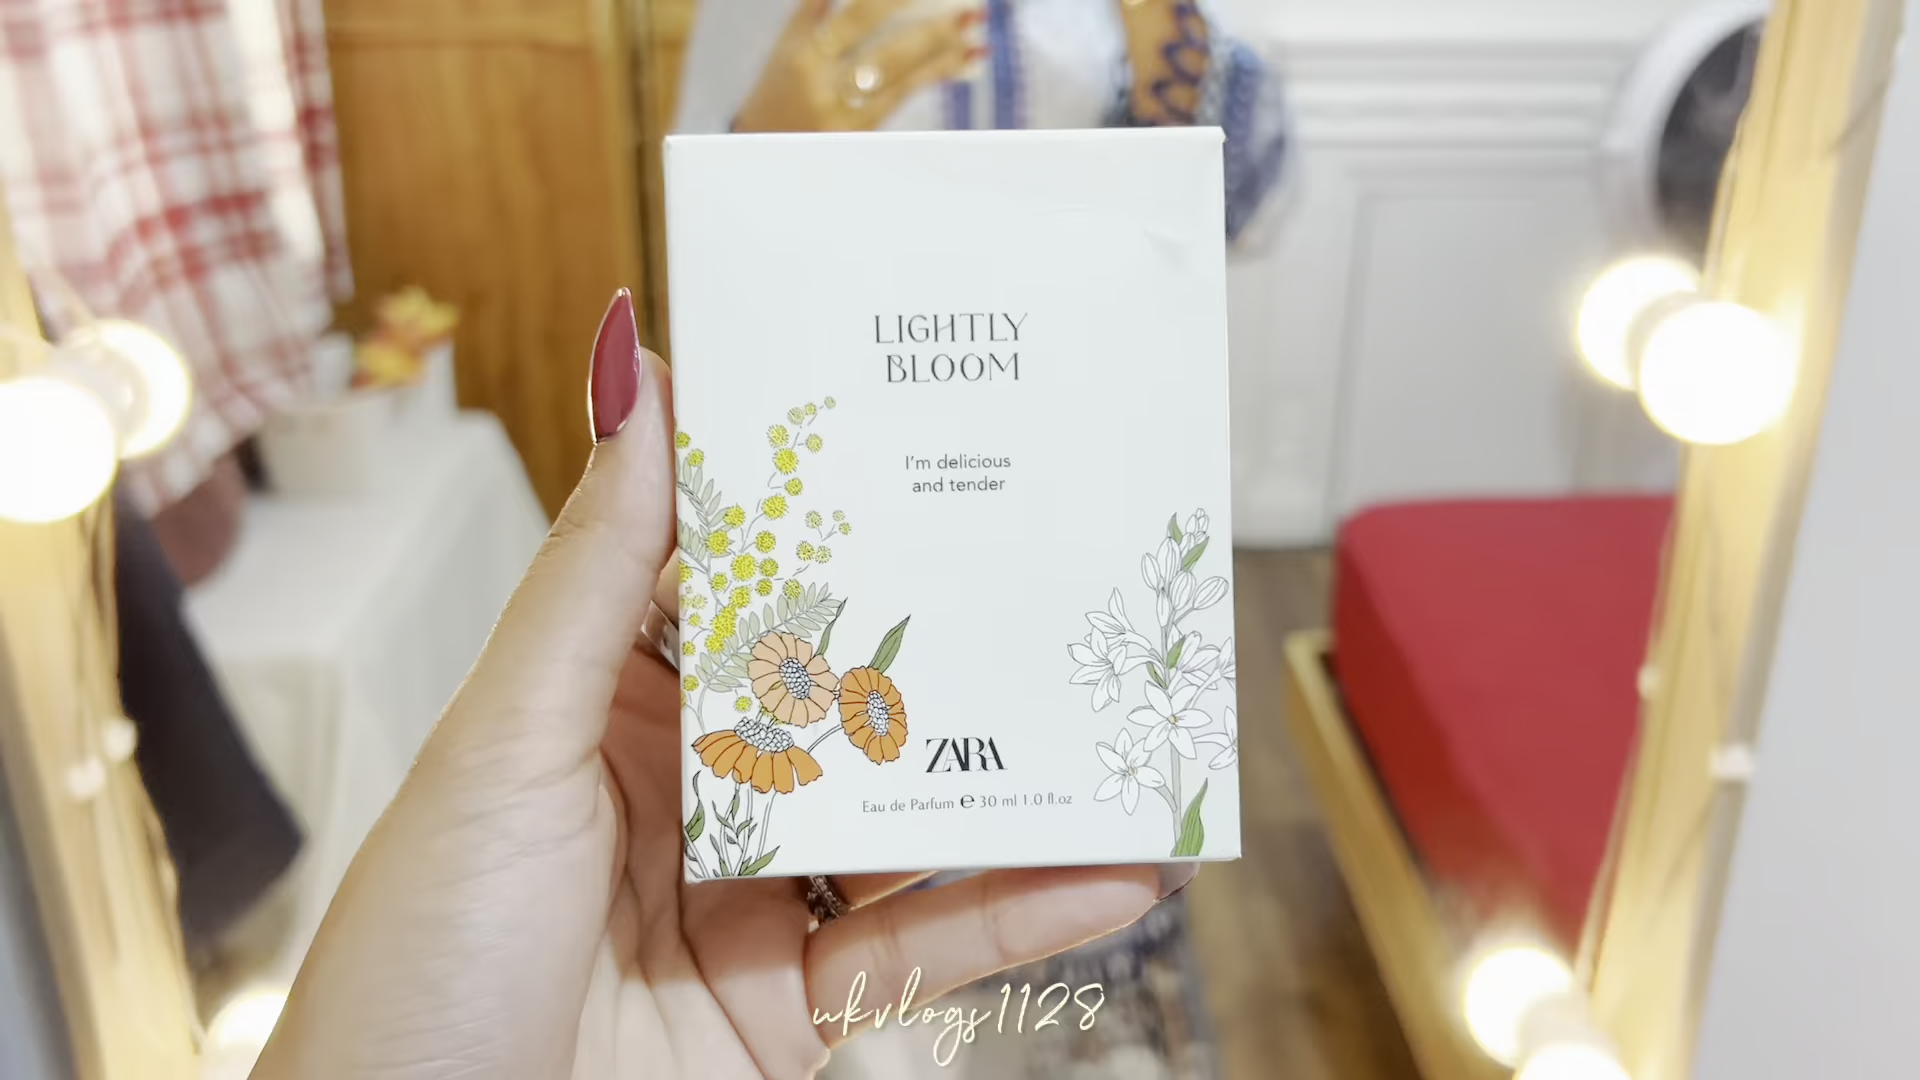 LIGHTLY
BLOOM
I'm delicious
and tender
ZARA
Eau de Parfum ℮ 30 ml 1.0 fl.oz
ukvlogs1128